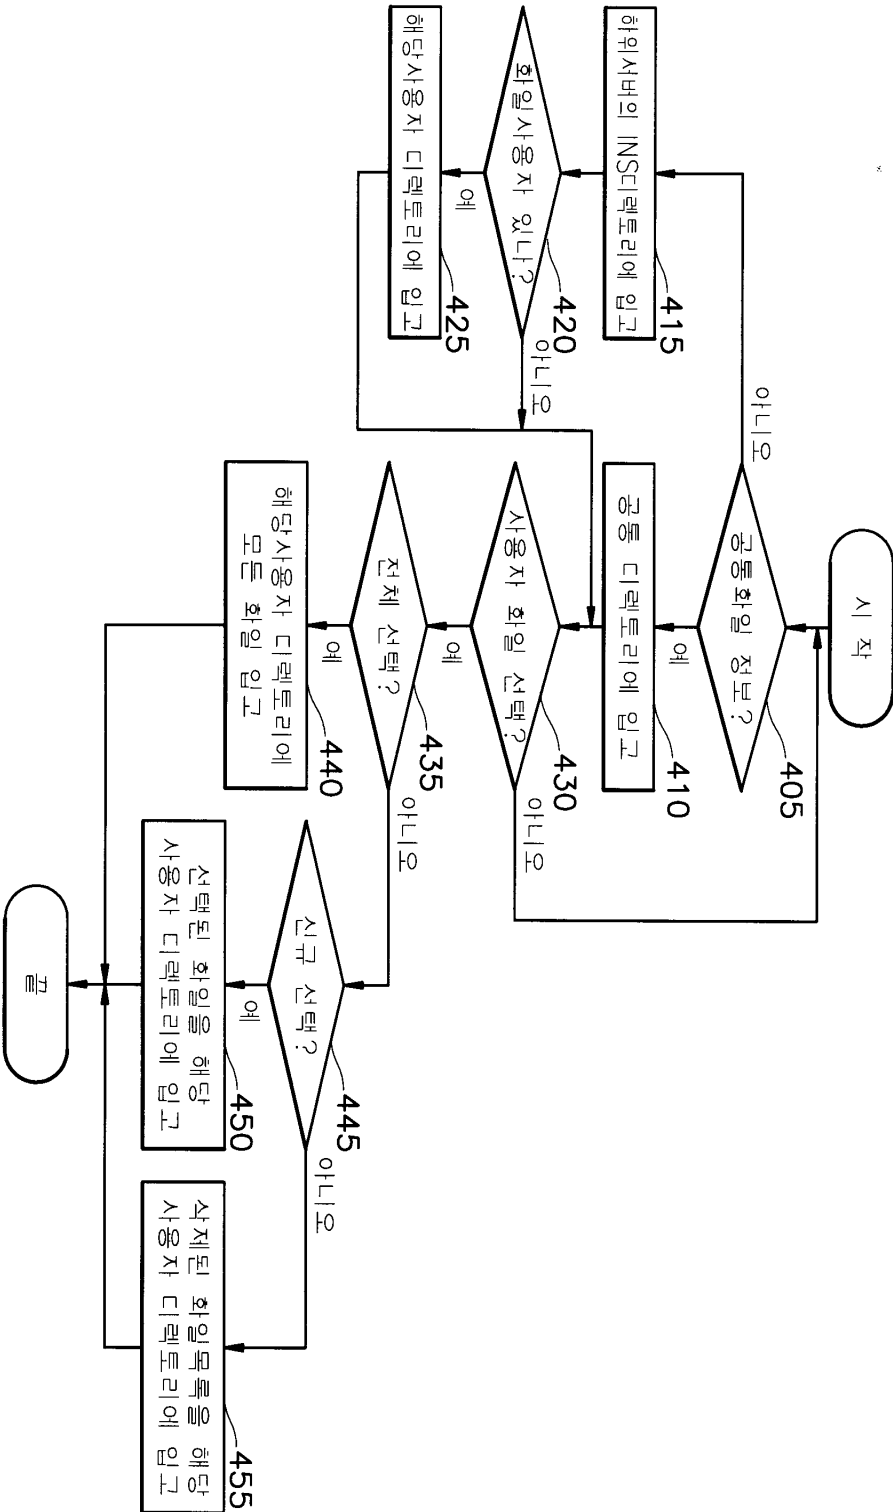 시 작
공통화일 정보?
405
아니오
예
하위서버의 INS디렉토리에 입고
415
공통 디렉토리에 입고
410
화일사용자 있나?
420
아니오
예
사용자 화일 선택?
430
아니오
예
해당사용자 디렉토리에 입고
425
전체 선택?
435
아니오
예
신규 선택?
445
아니오
예
해당사용자 디렉토리에
모든 화일 입고
440
선택된 화일을 해당
사용자 디렉토리에 입고
450
삭제된 화일목록을 해당
사용자 디렉토리에 입고
455
끝